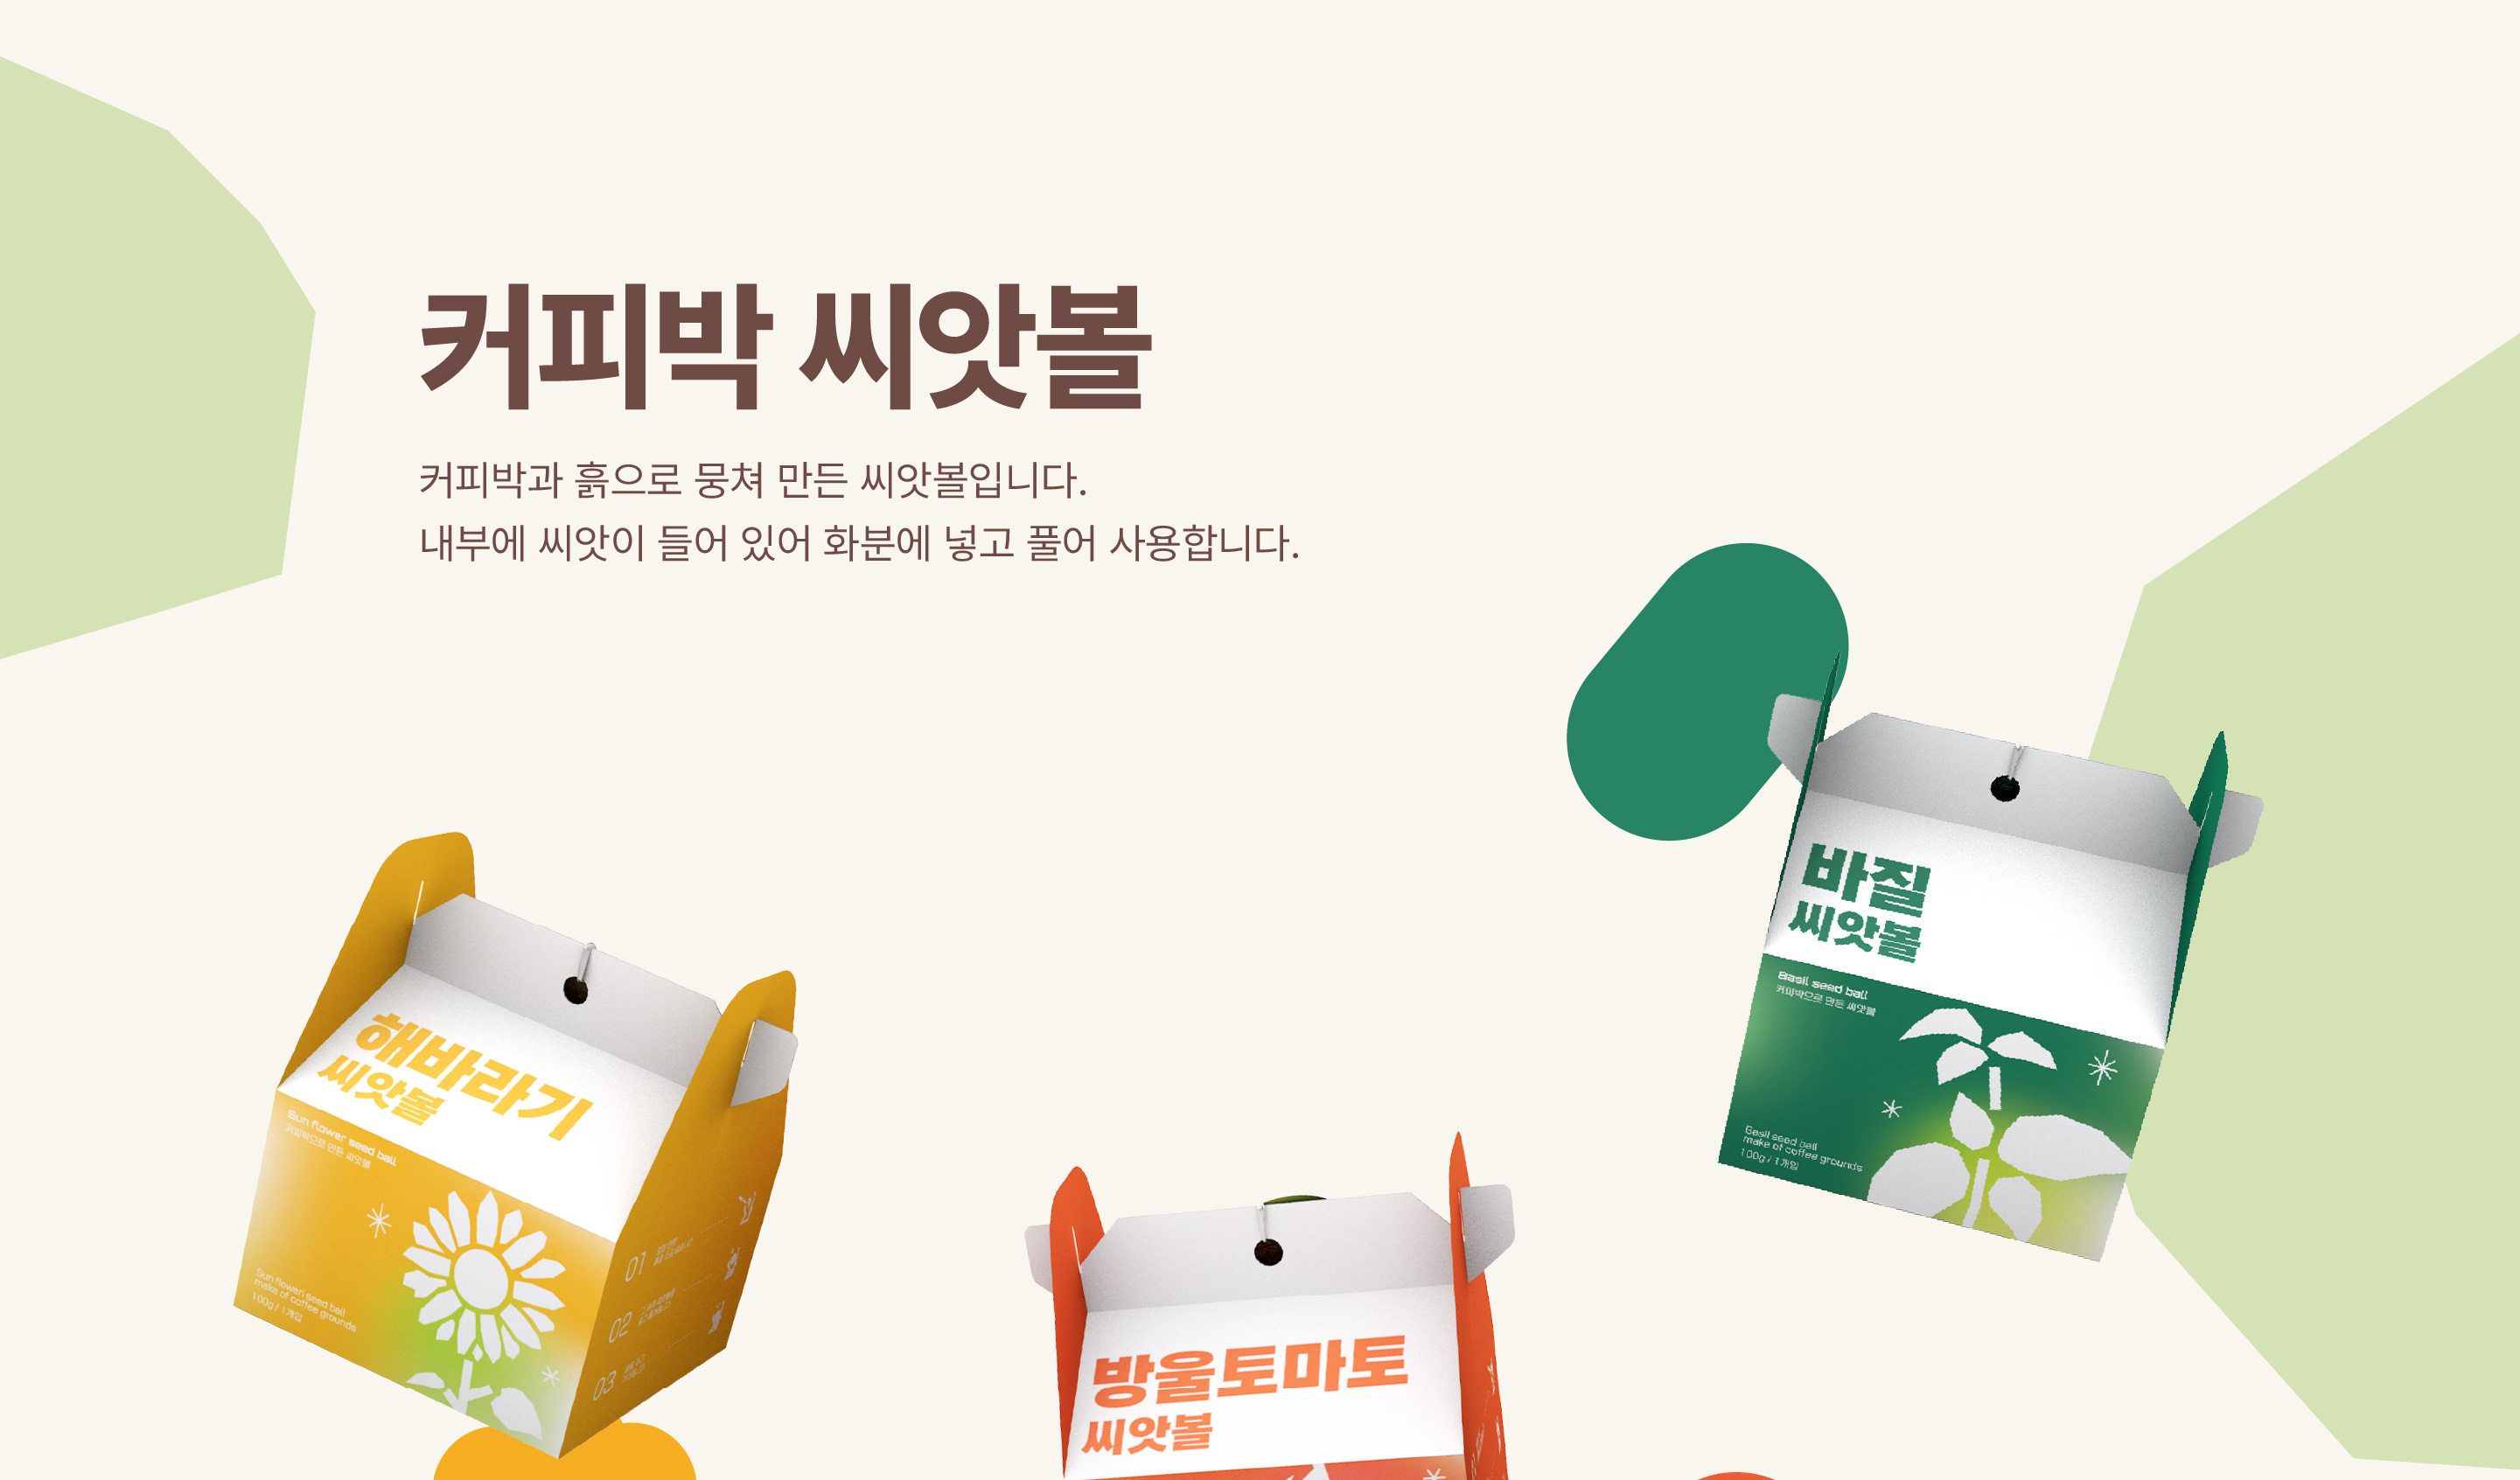 커피박 씨앗볼
커피박과 흙으로 뭉쳐 만든 씨앗볼입니다.
내부에 씨앗이 들어 있어 화분에 넣고 풀어 사용합니다.
바질
씨앗볼
Basil seed ball
커피박으로 만든 씨앗볼
Basil seed ball
make of coffee grounds
100g / 1개입
해바라기
씨앗볼
Sun flower seed ball
커피박으로 만든 씨앗볼
Sun flower seed ball
make of coffee grounds
100g / 1개입
01
02
03
방울토마토
씨앗볼